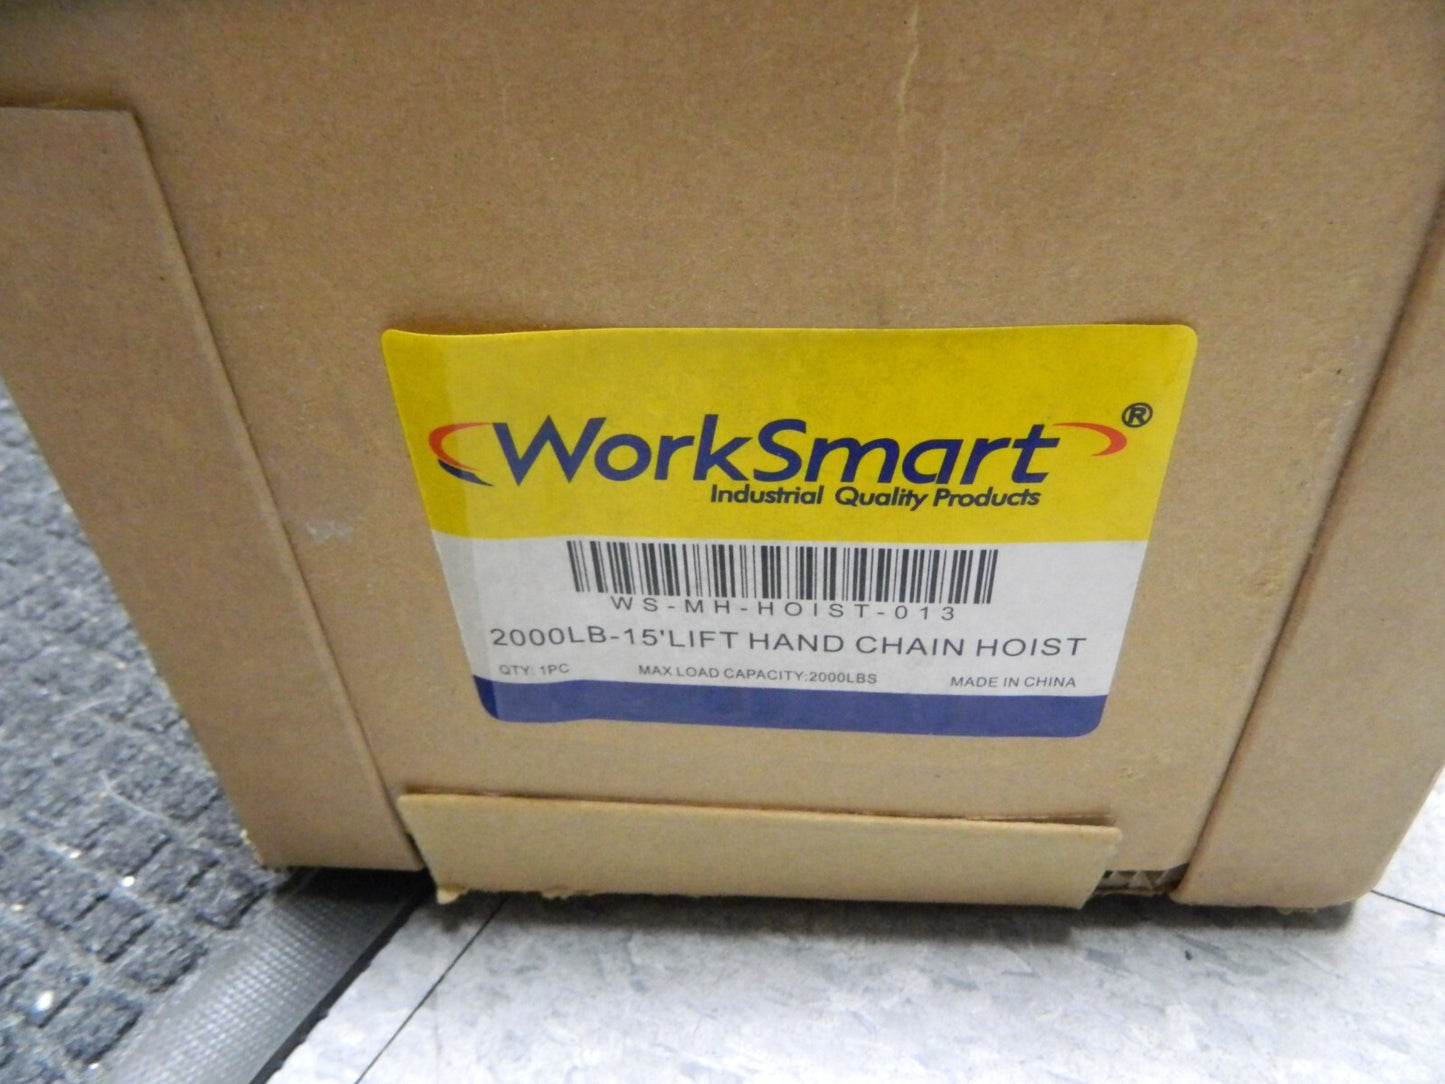 WorkSmart®
Industrial Quality Products
WS-MH-HOIST-013
2000LB-15'LIFT HAND CHAIN HOIST
QTY: 1PC MAX LOAD CAPACITY:2000LBS MADE IN CHINA